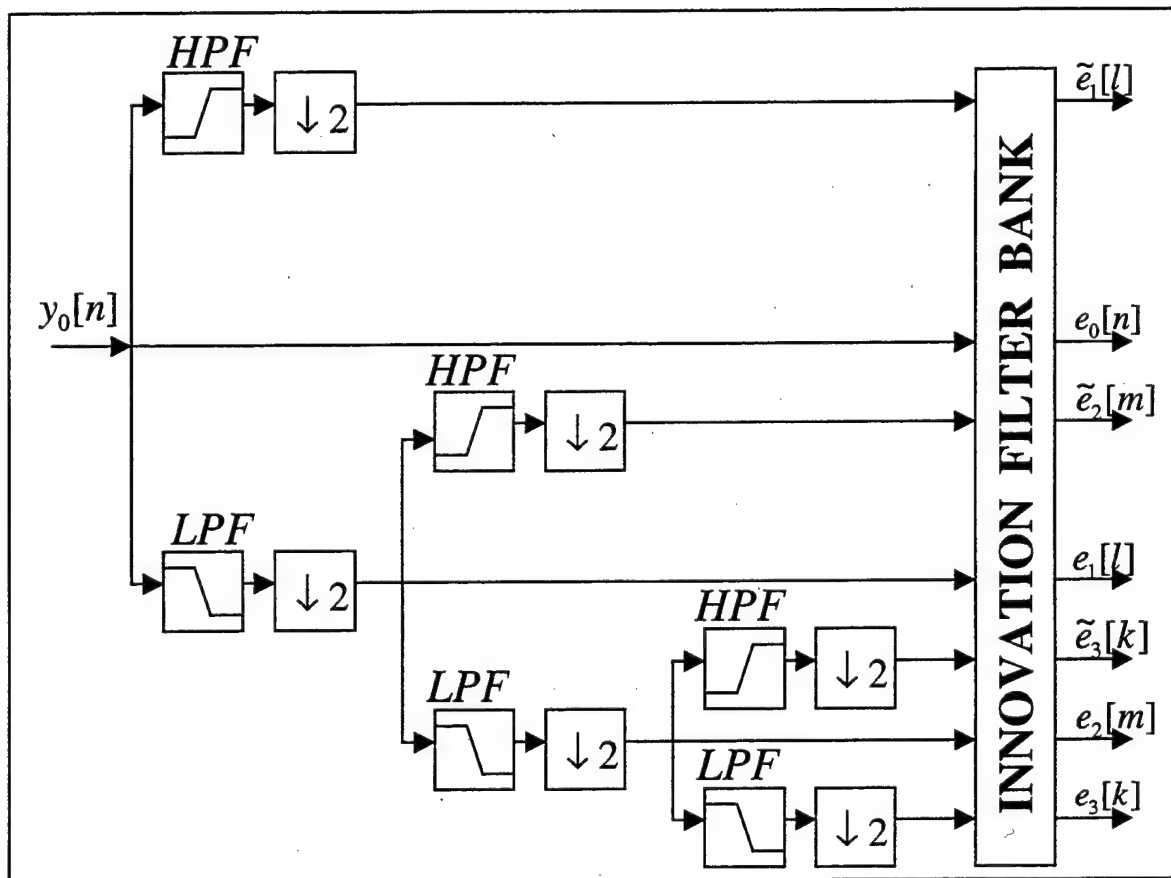 HPF
↓ 2
ẽ₁[l]
y₀[n]
e₀[n]
HPF
↓ 2
ẽ₂[m]
LPF
↓ 2
e₁[l]
HPF
↓ 2
ẽ₃[k]
LPF
↓ 2
e₂[m]
LPF
↓ 2
e₃[k]
INNOVATION FILTER BANK